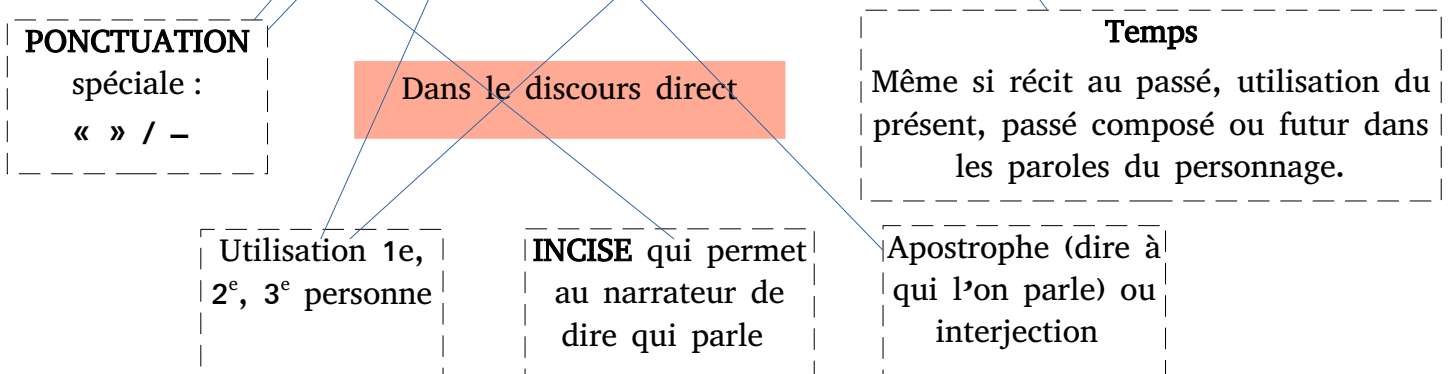 PONCTUATION
spéciale :
« » / –
Dans le discours direct
Temps
Même si récit au passé, utilisation du
présent, passé composé ou futur dans
les paroles du personnage.
Utilisation 1e,
2e, 3e personne
INCISE qui permet
au narrateur de
dire qui parle
Apostrophe (dire à
qui l’on parle) ou
interjection